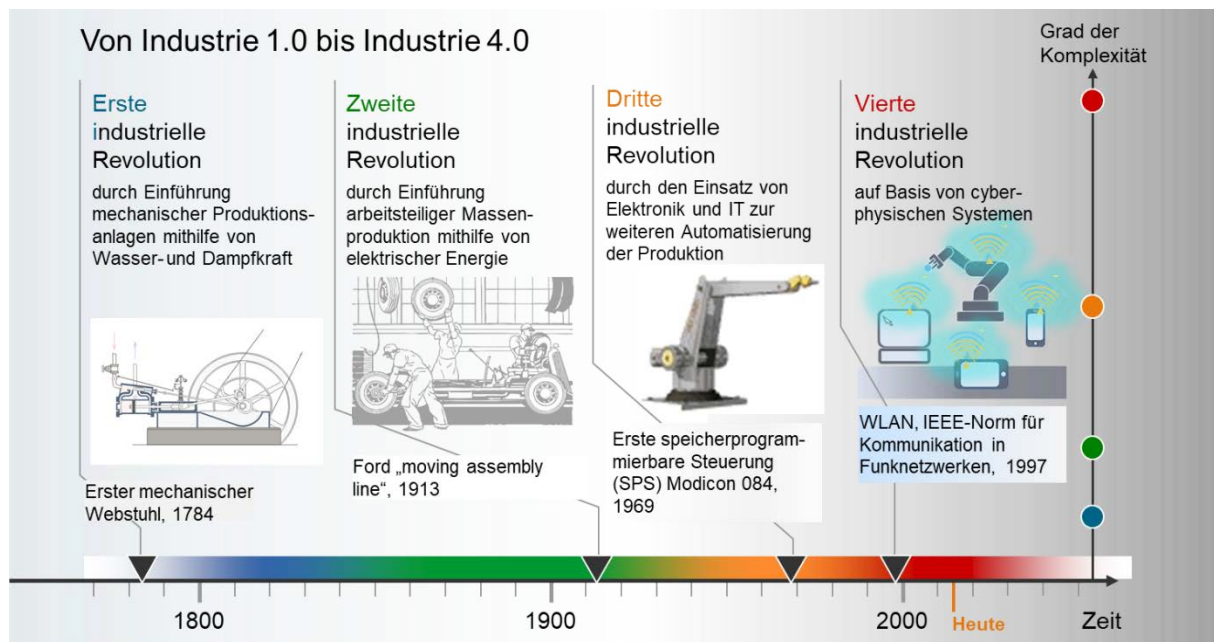 Von Industrie 1.0 bis Industrie 4.0
Grad der
Komplexität
Erste
industrielle
Revolution
durch Einführung
mechanischer Produktions-
anlagen mithilfe von
Wasser- und Dampfkraft
Erster mechanischer
Webstuhl, 1784
Zweite
industrielle
Revolution
durch Einführung
arbeitsteiliger Massen-
produktion mithilfe von
elektrischer Energie
Ford „moving assembly
line“, 1913
Dritte
industrielle
Revolution
durch den Einsatz von
Elektronik und IT zur
weiteren Automatisierung
der Produktion
Erste speicherprogram-
mierbare Steuerung
(SPS) Modicon 084,
1969
Vierte
industrielle
Revolution
auf Basis von cyber-
physischen Systemen
WLAN, IEEE-Norm für
Kommunikation in
Funknetzwerken, 1997
1800
1900
2000
Heute
Zeit